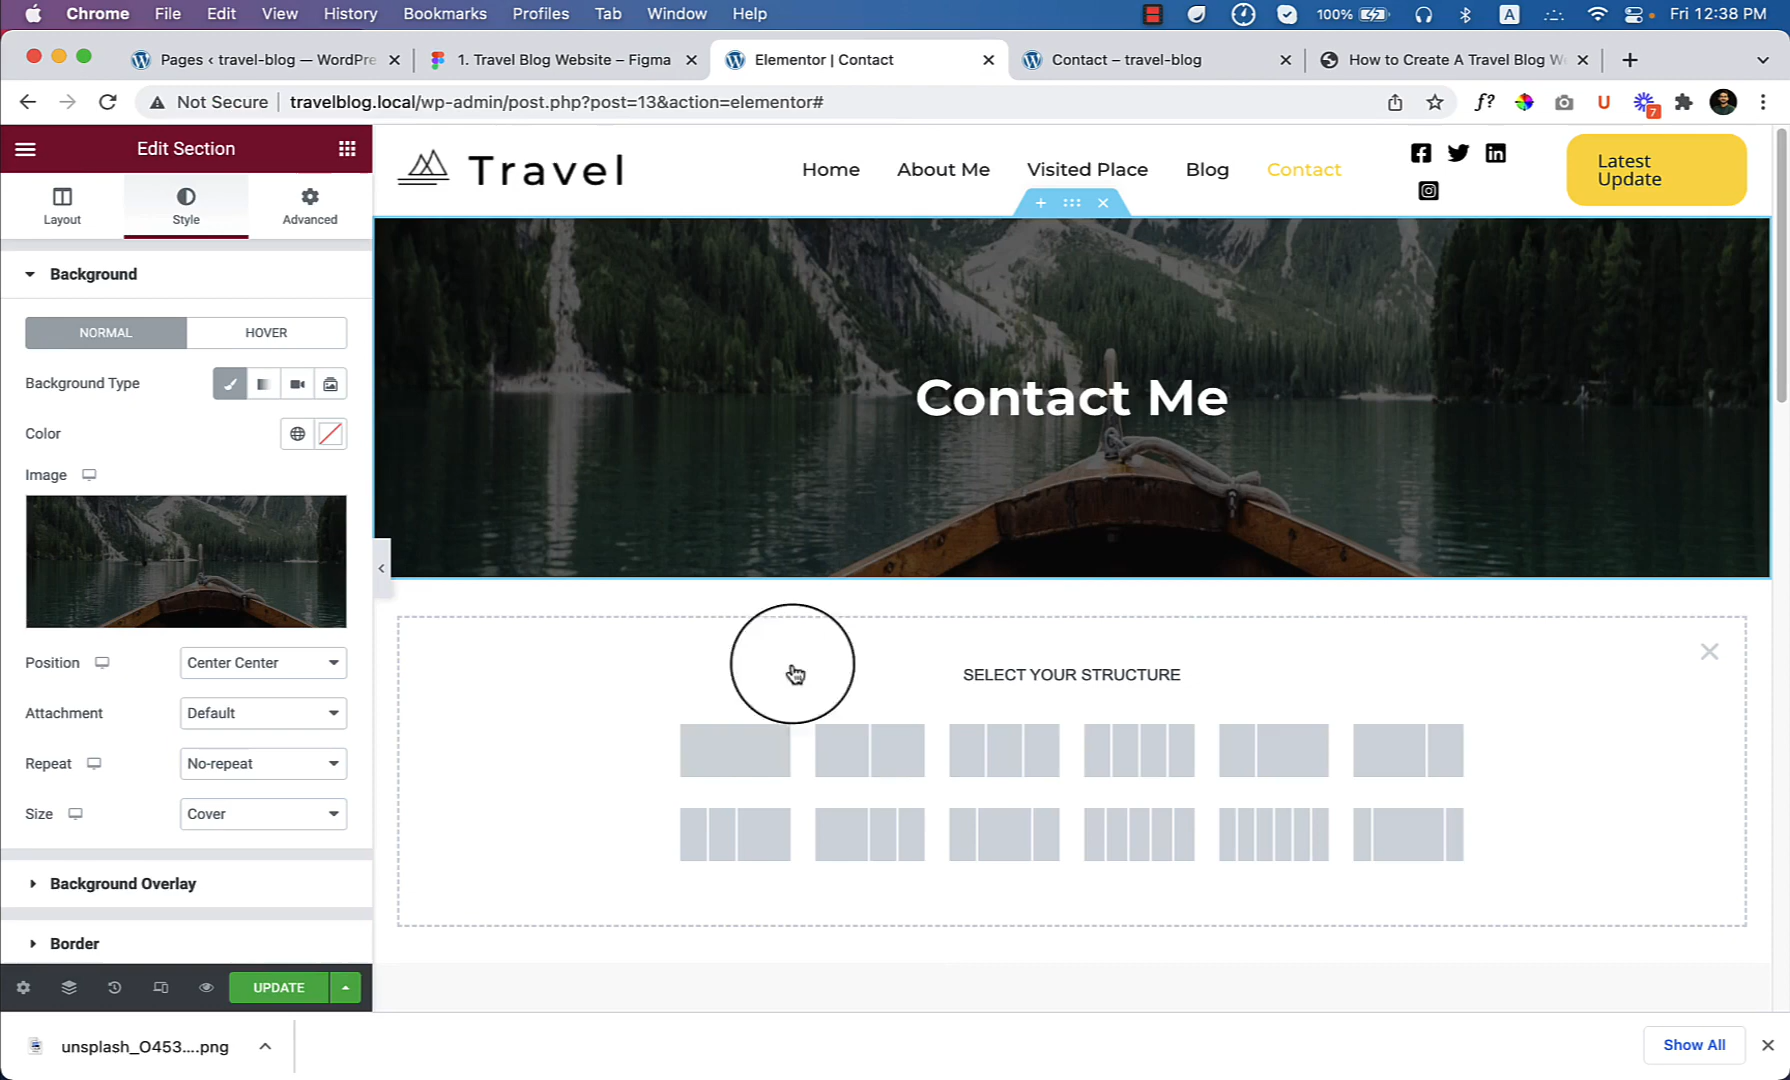 Chrome File Edit View History Bookmarks Profiles Tab Window Help 100% A Fri 12:38 PM
Pages ‹ travel-blog — WordPre
1. Travel Blog Website – Figma
Elementor | Contact
Contact – travel-blog
How to Create A Travel Blog W
Not Secure travelblog.local/wp-admin/post.php?post=13&action=elementor#
f?
U
7
Edit Section
Layout
Style
Advanced
Background
NORMAL
HOVER
Background Type
Color
Image
Position
Center Center
Attachment
Default
Repeat
No-repeat
Size
Cover
Background Overlay
Border
UPDATE
Travel
Home
About Me
Visited Place
Blog
Contact
Latest
Update
Contact Me
SELECT YOUR STRUCTURE
unsplash_O453....png
Show All